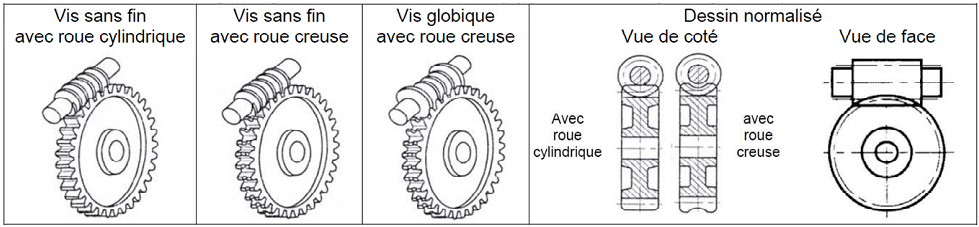 Vis sans fin
avec roue cylindrique
Vis sans fin
avec roue creuse
Vis globique
avec roue creuse
Dessin normalisé
Vue de coté
Vue de face
Avec
roue
cylindrique
avec
roue
creuse